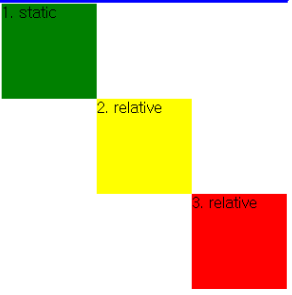 1. static
2. relative
3. relative